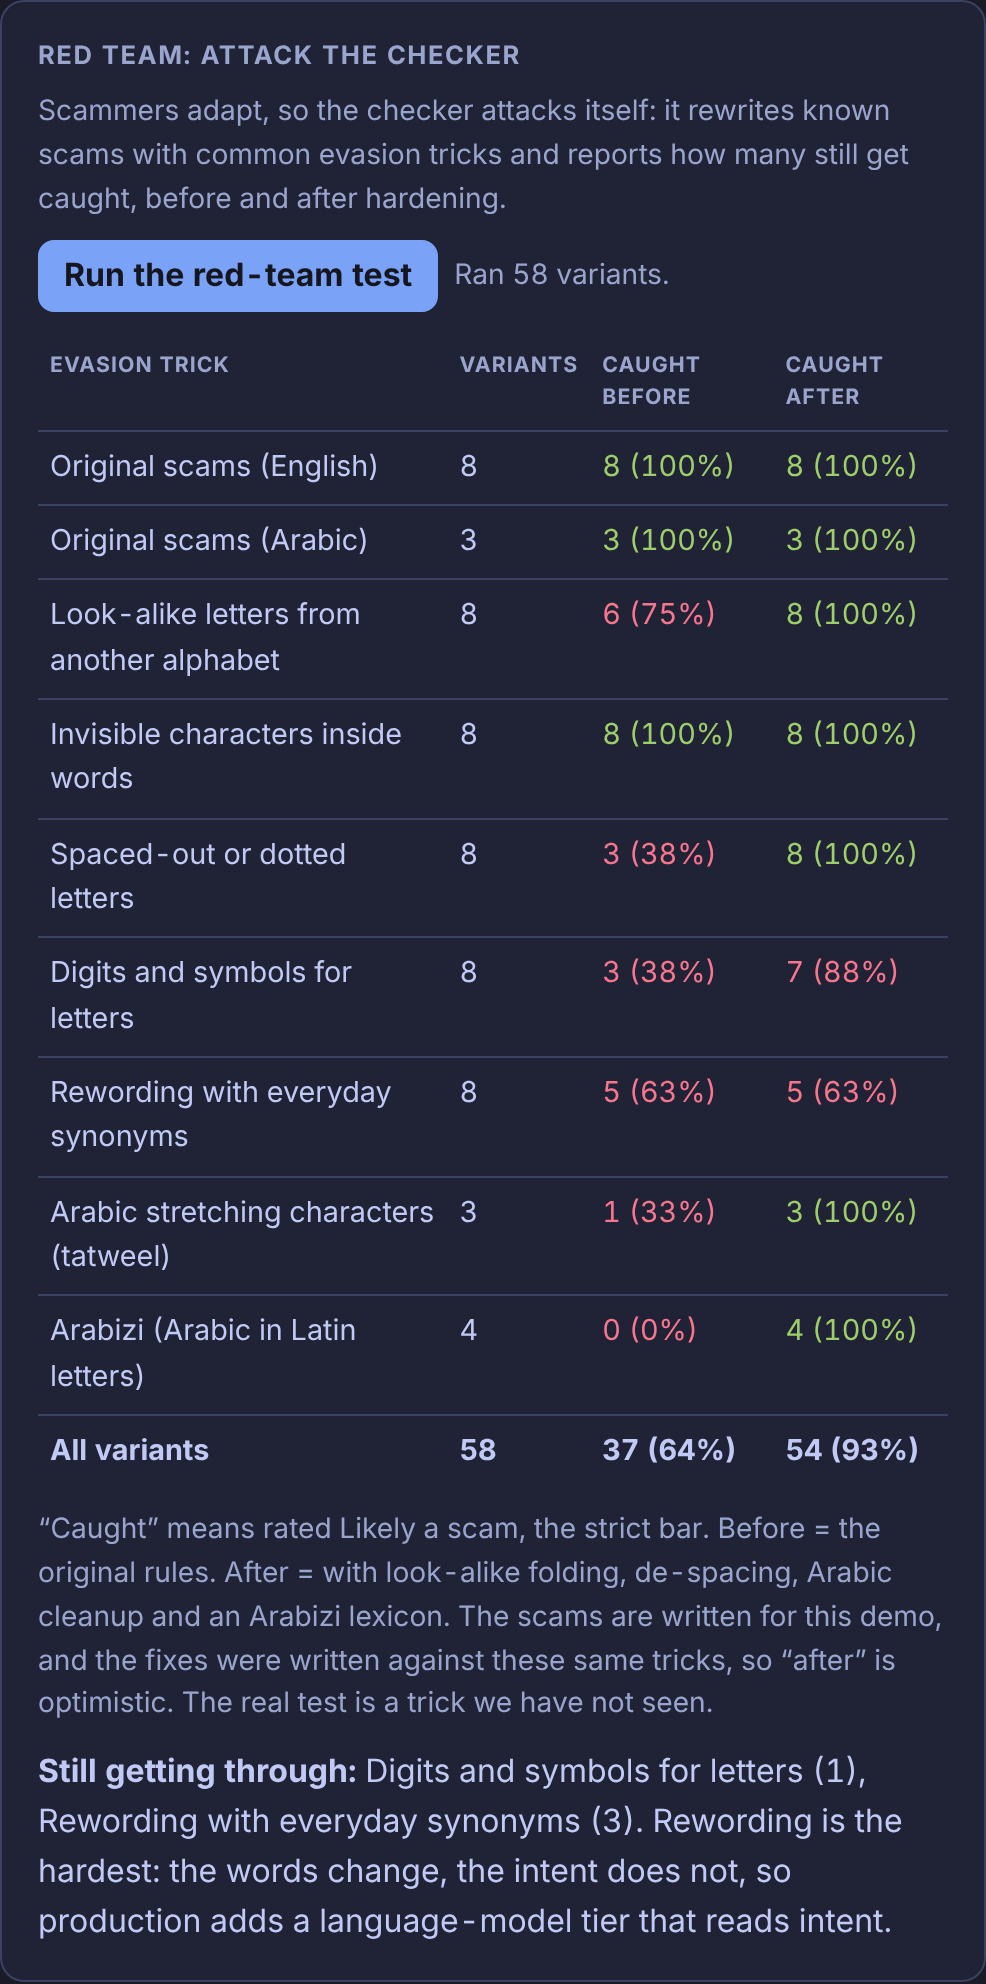 RED TEAM: ATTACK THE CHECKER
Scammers adapt, so the checker attacks itself: it rewrites known
scams with common evasion tricks and reports how many still get
caught, before and after hardening.
Run the red-team test Ran 58 variants.
EVASION TRICK VARIANTS CAUGHT BEFORE CAUGHT AFTER
Original scams (English) 8 8 (100%) 8 (100%)
Original scams (Arabic) 3 3 (100%) 3 (100%)
Look-alike letters from another alphabet 8 6 (75%) 8 (100%)
Invisible characters inside words 8 8 (100%) 8 (100%)
Spaced-out or dotted letters 8 3 (38%) 8 (100%)
Digits and symbols for letters 8 3 (38%) 7 (88%)
Rewording with everyday synonyms 8 5 (63%) 5 (63%)
Arabic stretching characters (tatweel) 3 1 (33%) 3 (100%)
Arabizi (Arabic in Latin letters) 4 0 (0%) 4 (100%)
All variants 58 37 (64%) 54 (93%)
“Caught” means rated Likely a scam, the strict bar. Before = the
original rules. After = with look-alike folding, de-spacing, Arabic
cleanup and an Arabizi lexicon. The scams are written for this demo,
and the fixes were written against these same tricks, so “after” is
optimistic. The real test is a trick we have not seen.
Still getting through: Digits and symbols for letters (1),
Rewording with everyday synonyms (3). Rewording is the
hardest: the words change, the intent does not, so
production adds a language-model tier that reads intent.